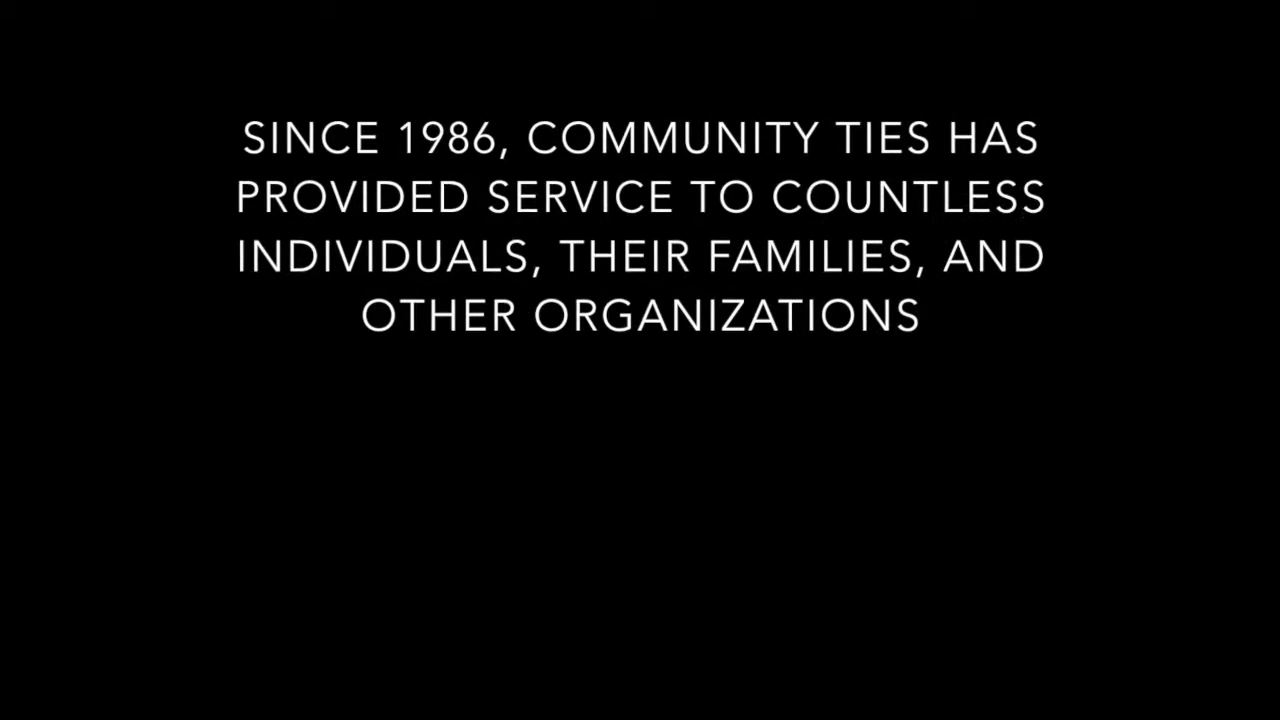 SINCE 1986, COMMUNITY TIES HAS
PROVIDED SERVICE TO COUNTLESS
INDIVIDUALS, THEIR FAMILIES, AND
OTHER ORGANIZATIONS